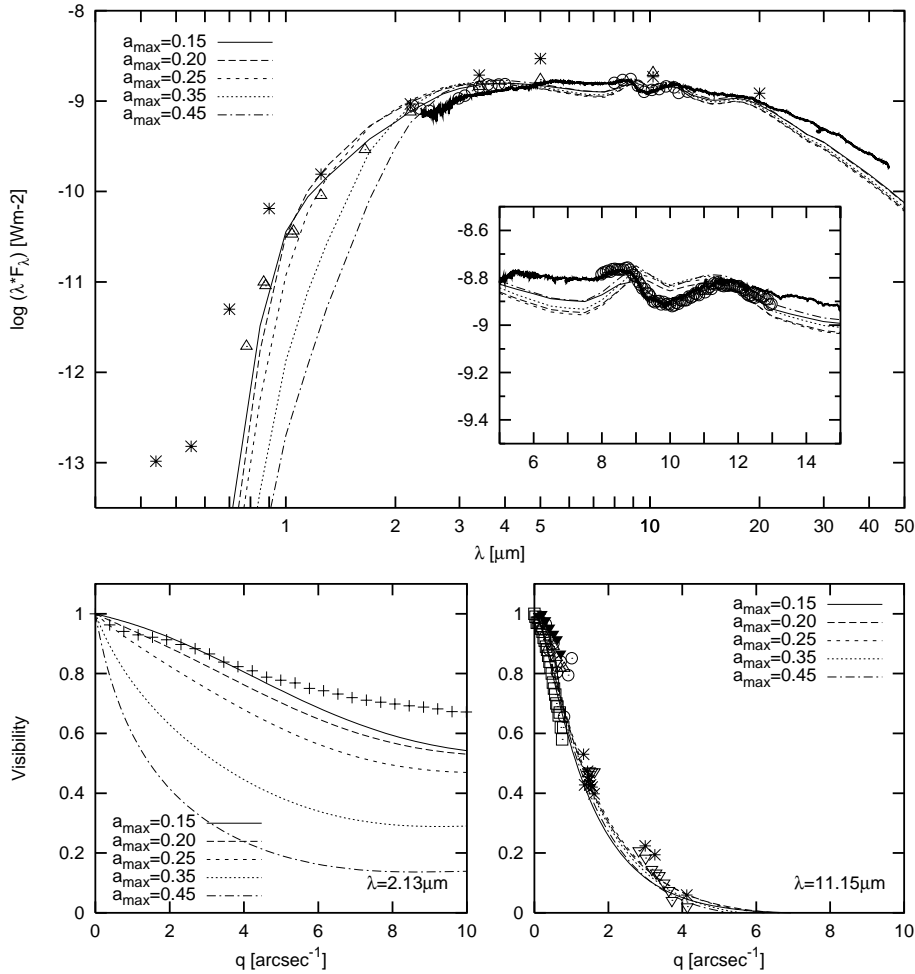 -8
-9
-10
-11
-12
-13
log (λ*F_λ) [Wm-2]
a_max=0.15
a_max=0.20
a_max=0.25
a_max=0.35
a_max=0.45
-8.6
-8.8
-9
-9.2
-9.4
6 8 10 12 14
1 2 3 4 5 10 20 30 40 50
λ [μm]
1
0.8
0.6
0.4
0.2
0
Visibility
a_max=0.15
a_max=0.20
a_max=0.25
a_max=0.35
a_max=0.45
λ=2.13μm
0 2 4 6 8 10
q [arcsec⁻¹]
1
0.8
0.6
0.4
0.2
0
a_max=0.15
a_max=0.20
a_max=0.25
a_max=0.35
a_max=0.45
λ=11.15μm
0 2 4 6 8 10
q [arcsec⁻¹]